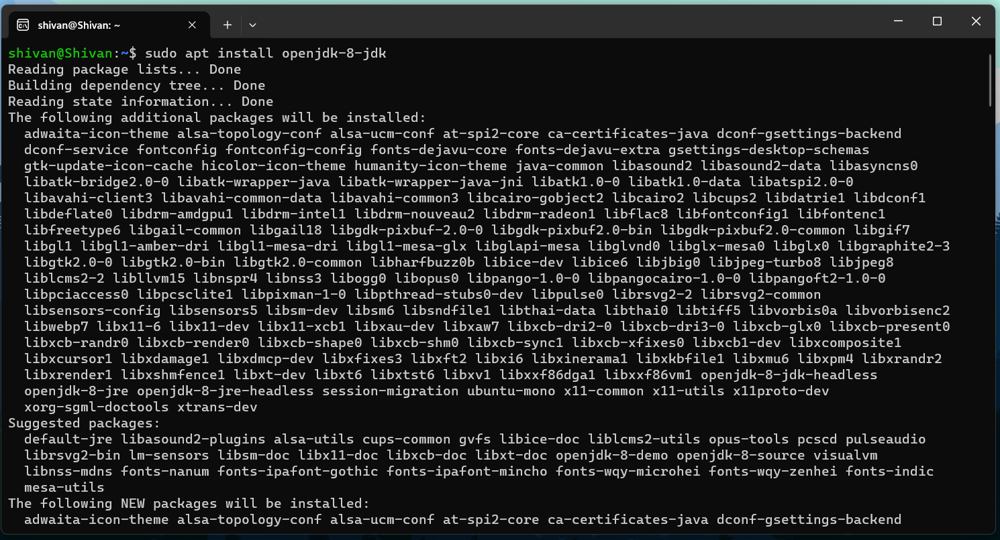 shivan@Shivan: ~
shivan@Shivan:~$ sudo apt install openjdk-8-jdk
Reading package lists... Done
Building dependency tree... Done
Reading state information... Done
The following additional packages will be installed:
  adwaita-icon-theme alsa-topology-conf alsa-ucm-conf at-spi2-core ca-certificates-java dconf-gsettings-backend
  dconf-service fontconfig fontconfig-config fonts-dejavu-core fonts-dejavu-extra gsettings-desktop-schemas
  gtk-update-icon-cache hicolor-icon-theme humanity-icon-theme java-common libasound2 libasound2-data libasyncns0
  libatk-bridge2.0-0 libatk-wrapper-java libatk-wrapper-java-jni libatk1.0-0 libatk1.0-data libatspi2.0-0
  libavahi-client3 libavahi-common-data libavahi-common3 libcairo-gobject2 libcairo2 libcups2 libdatrie1 libdconf1
  libdeflate0 libdrm-amdgpu1 libdrm-intel1 libdrm-nouveau2 libdrm-radeon1 libflac8 libfontconfig1 libfontenc1
  libfreetype6 libgail-common libgail18 libgdk-pixbuf-2.0-0 libgdk-pixbuf2.0-bin libgdk-pixbuf2.0-common libgif7
  libgl1 libgl1-amber-dri libgl1-mesa-dri libgl1-mesa-glx libglapi-mesa libglvnd0 libglx-mesa0 libglx0 libgraphite2-3
  libgtk2.0-0 libgtk2.0-bin libgtk2.0-common libharfbuzz0b libice-dev libice6 libjbig0 libjpeg-turbo8 libjpeg8
  liblcms2-2 libllvm15 libnspr4 libnss3 libogg0 libopus0 libpango-1.0-0 libpangocairo-1.0-0 libpangoft2-1.0-0
  libpciaccess0 libpcsclite1 libpixman-1-0 libpthread-stubs0-dev libpulse0 librsvg2-2 librsvg2-common
  libsensors-config libsensors5 libsm-dev libsm6 libsndfile1 libthai-data libthai0 libtiff5 libvorbis0a libvorbisenc2
  libwebp7 libx11-6 libx11-dev libx11-xcb1 libxau-dev libxaw7 libxcb-dri2-0 libxcb-dri3-0 libxcb-glx0 libxcb-present0
  libxcb-randr0 libxcb-render0 libxcb-shape0 libxcb-shm0 libxcb-sync1 libxcb-xfixes0 libxcb1-dev libxcomposite1
  libxcursor1 libxdamage1 libxdmcp-dev libxfixes3 libxft2 libxi6 libxinerama1 libxkbfile1 libxmu6 libxpm4 libxrandr2
  libxrender1 libxshmfence1 libxt-dev libxt6 libxtst6 libxv1 libxxf86dga1 libxxf86vm1 openjdk-8-jdk-headless
  openjdk-8-jre openjdk-8-jre-headless session-migration ubuntu-mono x11-common x11-utils x11proto-dev
  xorg-sgml-doctools xtrans-dev
Suggested packages:
  default-jre libasound2-plugins alsa-utils cups-common gvfs libice-doc liblcms2-utils opus-tools pcscd pulseaudio
  librsvg2-bin lm-sensors libsm-doc libx11-doc libxcb-doc libxt-doc openjdk-8-demo openjdk-8-source visualvm
  libnss-mdns fonts-nanum fonts-ipafont-gothic fonts-ipafont-mincho fonts-wqy-microhei fonts-wqy-zenhei fonts-indic
  mesa-utils
The following NEW packages will be installed:
  adwaita-icon-theme alsa-topology-conf alsa-ucm-conf at-spi2-core ca-certificates-java dconf-gsettings-backend